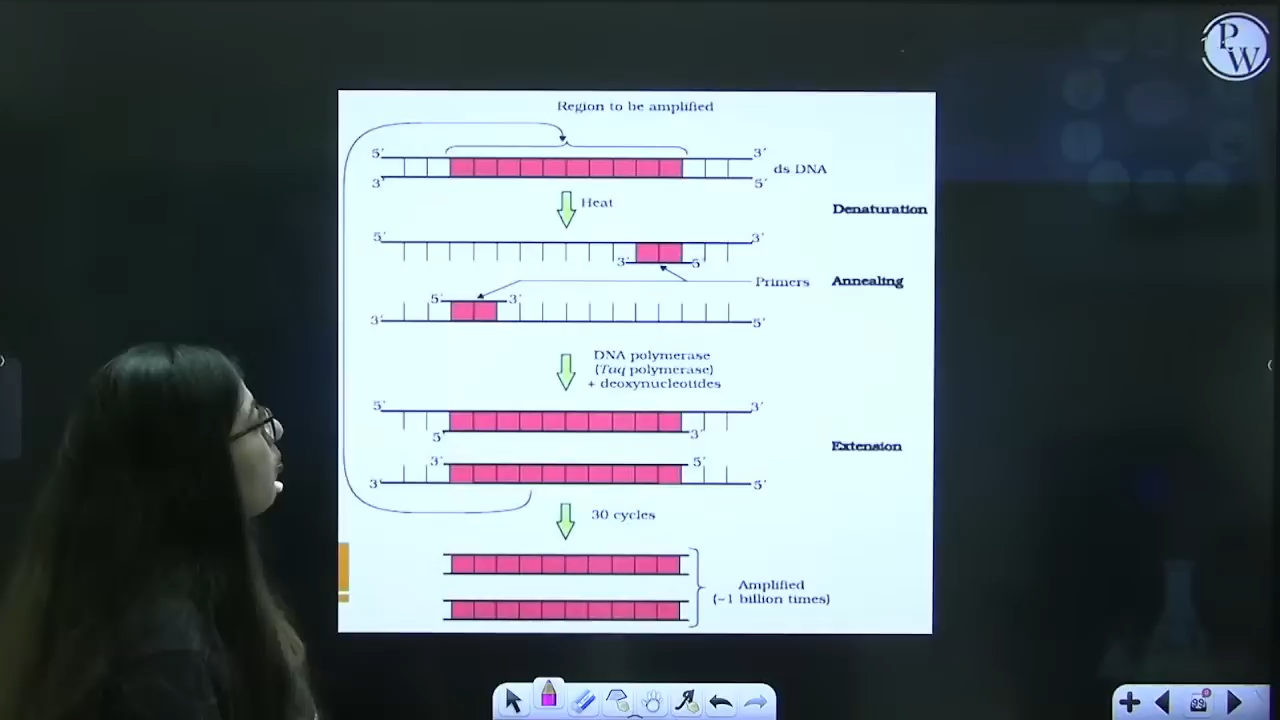 P
W
Region to be amplified
5′ 3′
ds DNA
3′ 5′
Heat
Denaturation
5′ 3′
3′ 5′
Primers
Annealing
5′ 3′
3′ 5′
DNA polymerase
(Taq polymerase)
+ deoxynucleotides
5′ 3′
5′ 3′
Extension
3′ 5′
3′ 5′
30 cycles
Amplified
(~1 billion times)
99